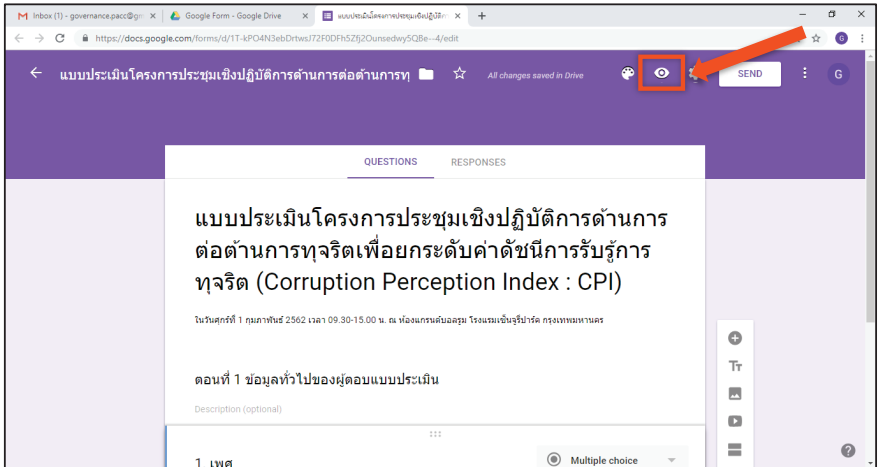 Inbox (1) - governance.pacc@gm
Google Form - Google Drive
แบบประเมินโครงการประชุมเชิงปฏิบัติก
https://docs.google.com/forms/d/1T-kPO4N3ebDrtwsJ72F0DFh5Zfj2Ounsedwy5QBe--4/edit
G
แบบประเมินโครงการประชุมเชิงปฏิบัติการด้านการต่อต้านการทุ
All changes saved in Drive
SEND
G
QUESTIONS
RESPONSES
แบบประเมินโครงการประชุมเชิงปฏิบัติการด้านการ
ต่อต้านการทุจริตเพื่อยกระดับค่าดัชนีการรับรู้การ
ทุจริต (Corruption Perception Index : CPI)
ในวันศุกร์ที่ 1 กุมภาพันธ์ 2562 เวลา 09.30-15.00 น. ณ ห้องแกรนด์บอลรูม โรงแรมเซ็นจูรี่ปาร์ค กรุงเทพมหานคร
Tт
ตอนที่ 1 ข้อมูลทั่วไปของผู้ตอบแบบประเมิน
Description (optional)
1. เพศ
Multiple choice